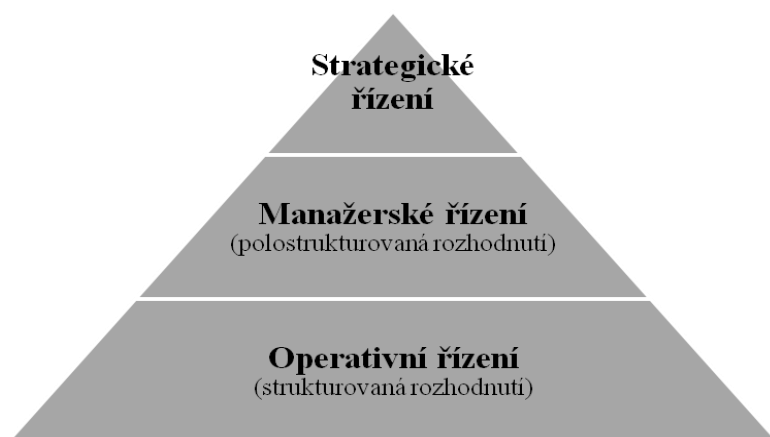 Strategické
řízení
Manažerské řízení
(polostrukturovaná rozhodnutí)
Operativní řízení
(strukturovaná rozhodnutí)